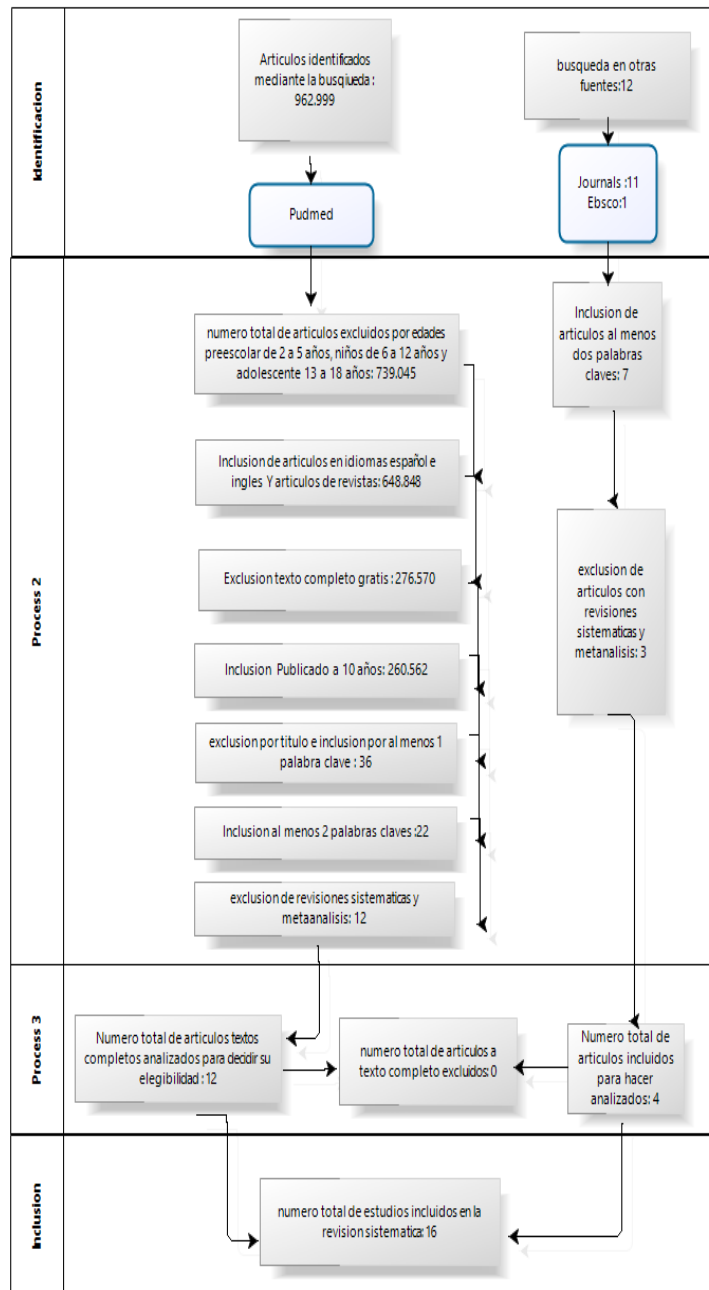 Identificacion
Articulos identificados
mediante la busqiueda :
962.999
busqueda en otras
fuentes:12
Pudmed
Journals :11
Ebsco:1
Process 2
numero total de articulos excluidos por edades
preescolar de 2 a 5 años, niños de 6 a 12 años y
adolescente 13 a 18 años: 739.045
Inclusion de articulos en idiomas español e
ingles Y articulos de revistas: 648.848
Exclusion texto completo gratis : 276.570
Inclusion Publicado a 10 años: 260.562
exclusion por titulo e inclusion por al menos 1
palabra clave : 36
Inclusion al menos 2 palabras claves :22
exclusion de revisiones sistematicas y
metaanalisis: 12
Inclusion de
articulos al menos
dos palabras
claves: 7
exclusion de
articulos con
revisiones
sistematicas y
metanalisis: 3
Process 3
Numero total de articulos textos
completos analizados para decidir su
elegibilidad : 12
numero total de articulos a
texto completo excluidos: 0
Numero total de
articulos incluidos
para hacer
analizados: 4
Inclusion
numero total de estudios incluidos en la
revision sistematica: 16